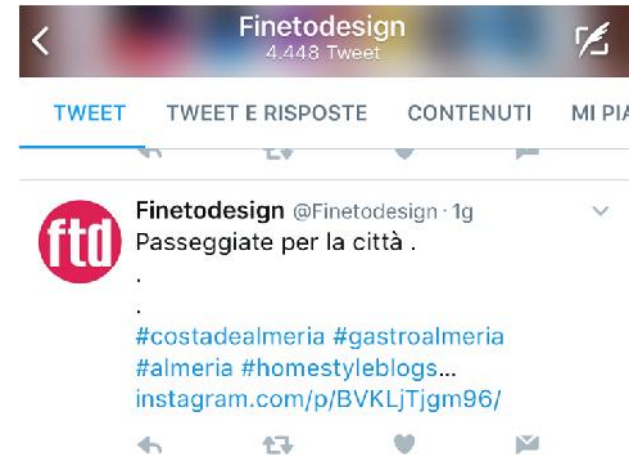 Finetodesign
4.448 Tweet
TWEET TWEET E RISPOSTE CONTENUTI MI PIA
Finetodesign @Finetodesign · 1g
ftd
Passeggiate per la città .
.
.
#costadealmeria #gastroalmeria
#almeria #homestyleblogs...
instagram.com/p/BVKLjTjgm96/